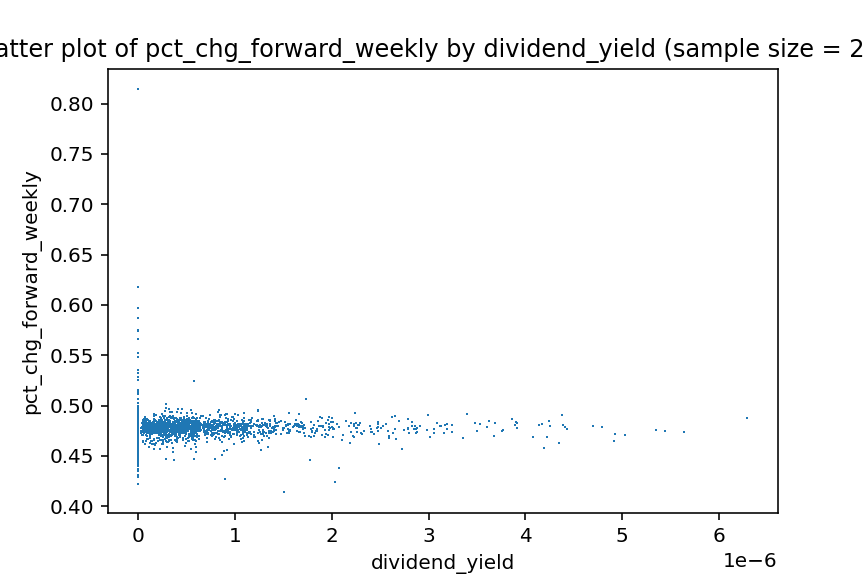 atter plot of pct_chg_forward_weekly by dividend_yield (sample size = 2
0.80
0.75
0.70
0.65
0.60
0.55
0.50
0.45
0.40
pct_chg_forward_weekly
0 1 2 3 4 5 6
1e−6
dividend_yield